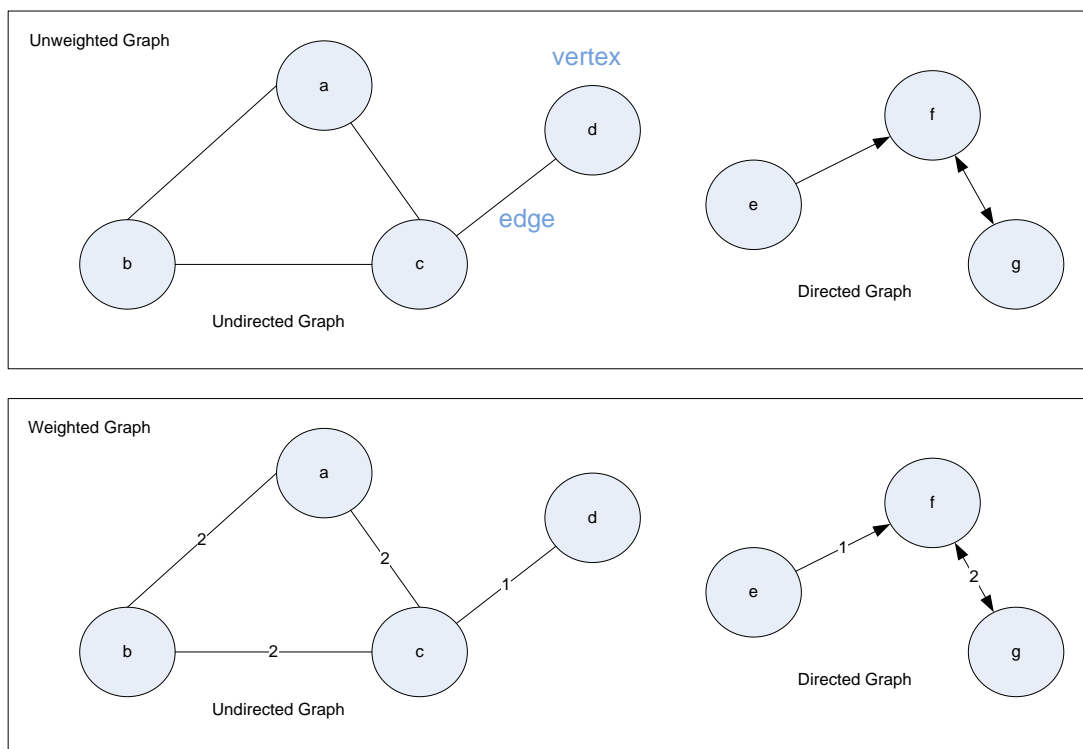 Unweighted Graph
vertex
a
d
f
e
edge
b
c
g
Directed Graph
Undirected Graph
Weighted Graph
a
d
f
2
2
1
1
2
e
b
2
c
g
Directed Graph
Undirected Graph